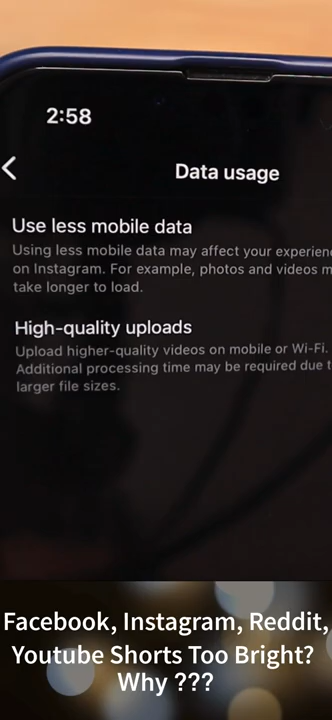 2:58
Data usage
Use less mobile data
Using less mobile data may affect your
on Instagram. For example, photos and videos
take longer to load.
High-quality uploads
Upload higher-quality videos on mobile or Wi-Fi.
Additional processing time may be required due
larger file sizes.
Facebook, Instagram, Reddit,
Youtube Shorts Too Bright?
Why ???